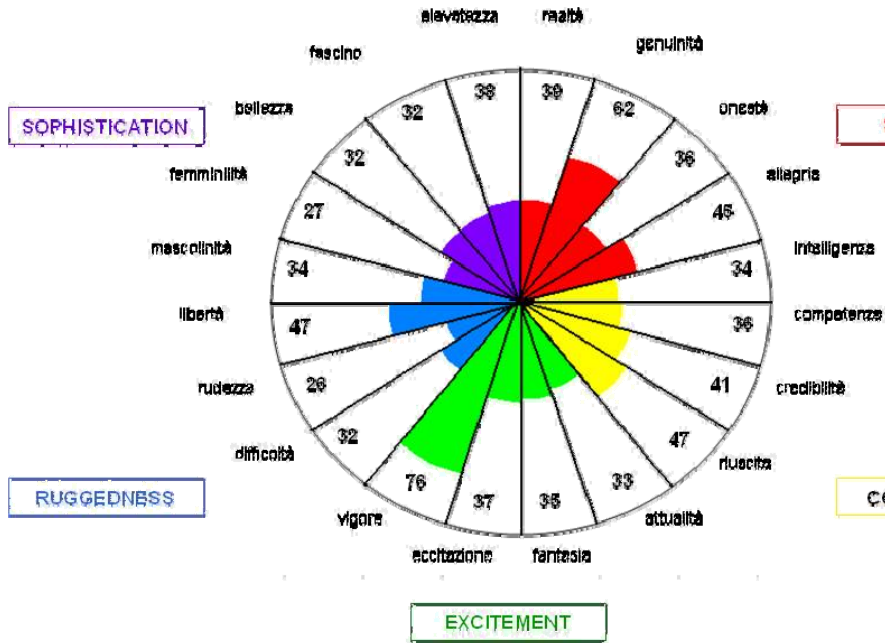 elevatezza realtà
fascino genuinità
bellezza onestà
SOPHISTICATION
femminilità allegria
mascolinità intelligenza
libertà competenza
rudezza credibilità
difficoltà riuscita
RUGGEDNESS
vigore attualità
eccitazione fantasia
EXCITEMENT
38 39
32 62
32 36
27 45
34 34
47 36
26 41
32 47
76 33
37 35